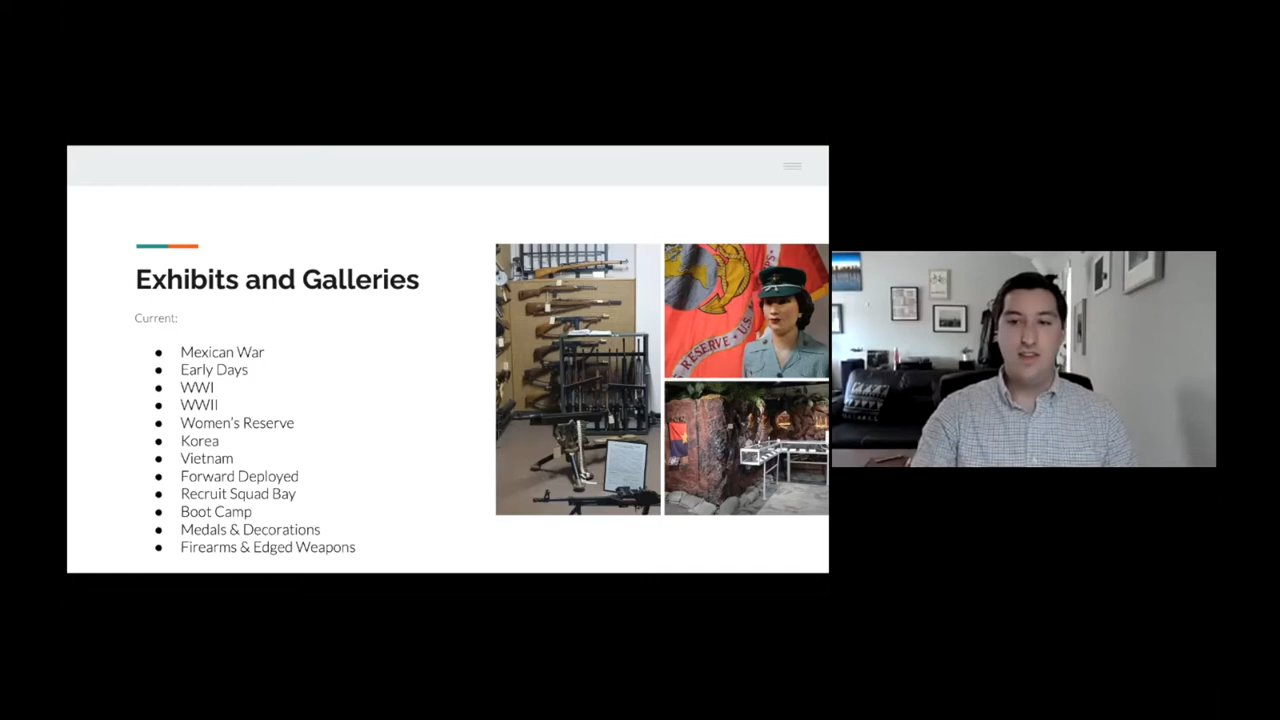 Exhibits and Galleries
Current:
● Mexican War
● Early Days
● WWI
● WWII
● Women's Reserve
● Korea
● Vietnam
● Forward Deployed
● Recruit Squad Bay
● Boot Camp
● Medals & Decorations
● Firearms & Edged Weapons
RESERVE • U.S.